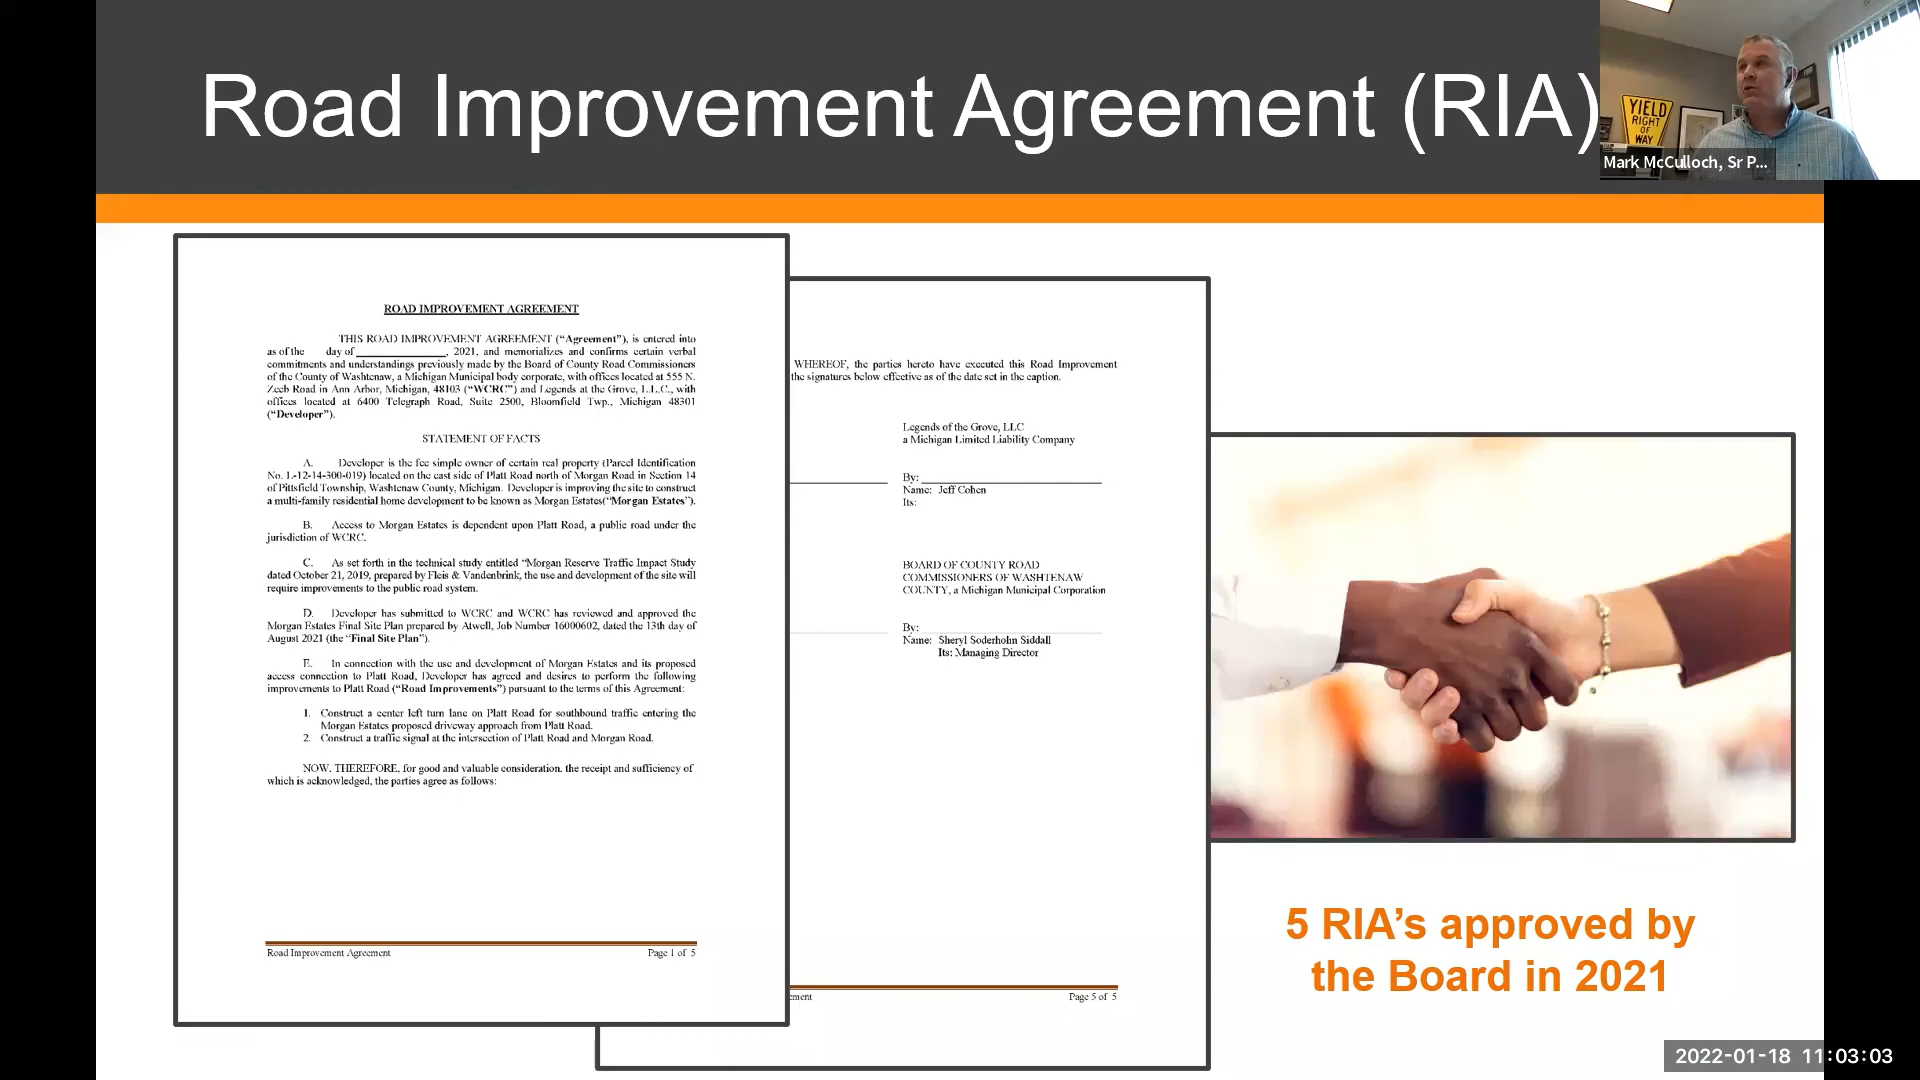 Road Improvement Agreement (RIA)
YIELD
RIGHT
OF
WAY
Mark McCulloch, Sr P...
ROAD IMPROVEMENT AGREEMENT
THIS ROAD IMPROVEMENT AGREEMENT (“Agreement”), is entered into
as of the day of ________________, 2021, and memorializes and confirms certain verbal
commitments and understandings previously made by the Board of County Road Commissioners
of the County of Washtenaw, a Michigan Municipal body corporate, with offices located at 555 N.
Zeeb Road in Ann Arbor, Michigan, 48103 (“WCRC”) and Legends at the Grove, L.L.C., with
offices located at 6400 Telegraph Road, Suite 2500, Bloomfield Twp., Michigan 48301
(“Developer”).
STATEMENT OF FACTS
A. Developer is the fee simple owner of certain real property (Parcel Identification
No. L-12-14-300-019) located on the east side of Platt Road north of Morgan Road in Section 14
of Pittsfield Township, Washtenaw County, Michigan. Developer is improving the site to construct
a multi-family residential home development to be known as Morgan Estates(“Morgan Estates”).
B. Access to Morgan Estates is dependent upon Platt Road, a public road under the
jurisdiction of WCRC.
C. As set forth in the technical study entitled “Morgan Reserve Traffic Impact Study
dated October 21, 2019, prepared by Fleis & Vandenbrink, the use and development of the site will
require improvements to the public road system.
D. Developer has submitted to WCRC and WCRC has reviewed and approved the
Morgan Estates Final Site Plan prepared by Atwell, Job Number 16000602, dated the 13th day of
August 2021 (the “Final Site Plan”).
E. In connection with the use and development of Morgan Estates and its proposed
access connection to Platt Road, Developer has agreed and desires to perform the following
improvements to Platt Road (“Road Improvements”) pursuant to the terms of this Agreement:
1. Construct a center left turn lane on Platt Road for southbound traffic entering the
Morgan Estates proposed driveway approach from Platt Road.
2. Construct a traffic signal at the intersection of Platt Road and Morgan Road.
NOW, THEREFORE, for good and valuable consideration, the receipt and sufficiency of
which is acknowledged, the parties agree as follows:
Road Improvement Agreement Page 1 of 5
WHEREOF, the parties hereto have executed this Road Improvement
the signatures below effective as of the date set in the caption.
Legends of the Grove, LLC
a Michigan Limited Liability Company
By:
Name: Jeff Cohen
Its:
BOARD OF COUNTY ROAD
COMMISSIONERS OF WASHTENAW
COUNTY, a Michigan Municipal Corporation
By:
Name: Sheryl Soderholm Siddall
Its: Managing Director
ement Page 5 of 5
5 RIA’s approved by
the Board in 2021
2022-01-18 11:03:03